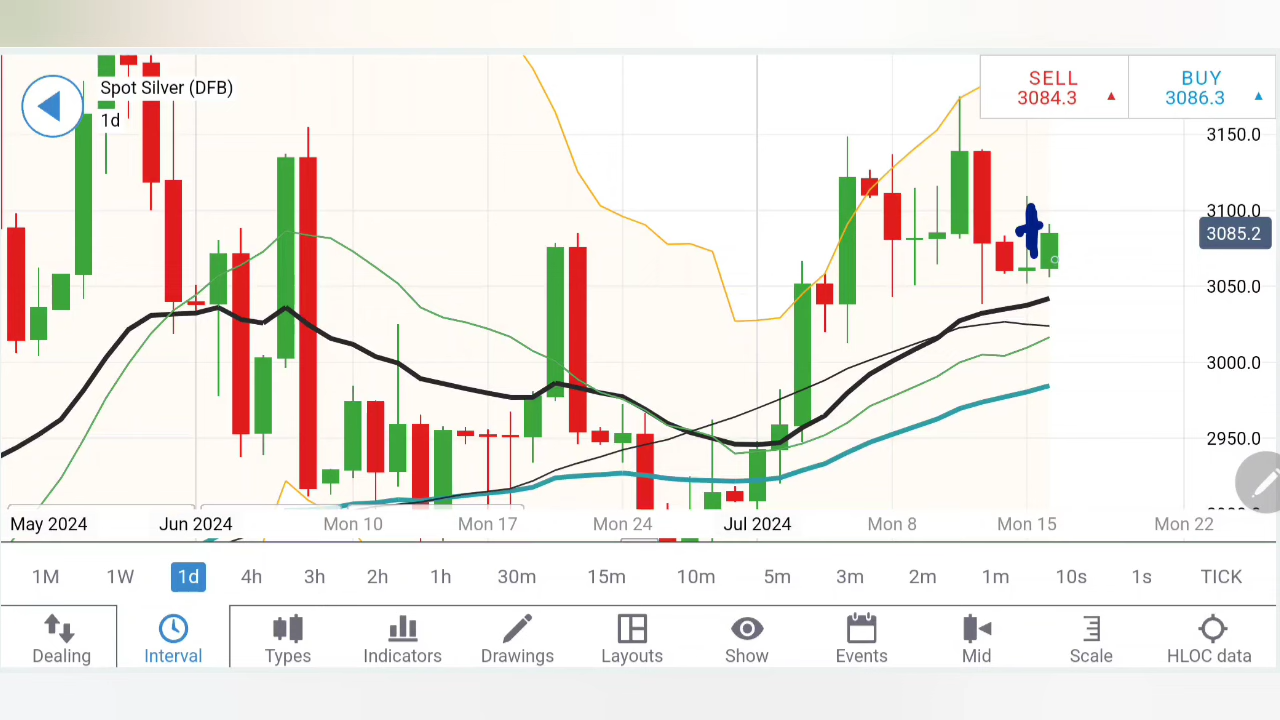 Spot Silver (DFB)
1d
SELL BUY
3084.3 3086.3
3150.0
3100.0
3085.2
3050.0
3000.0
2950.0
May 2024 Jun 2024 Mon 10 Mon 17 Mon 24 Jul 2024 Mon 8 Mon 15 Mon 22
1M 1W 1d 4h 3h 2h 1h 30m 15m 10m 5m 3m 2m 1m 10s 1s TICK
Dealing Interval Types Indicators Drawings Layouts Show Events Mid Scale HLOC data